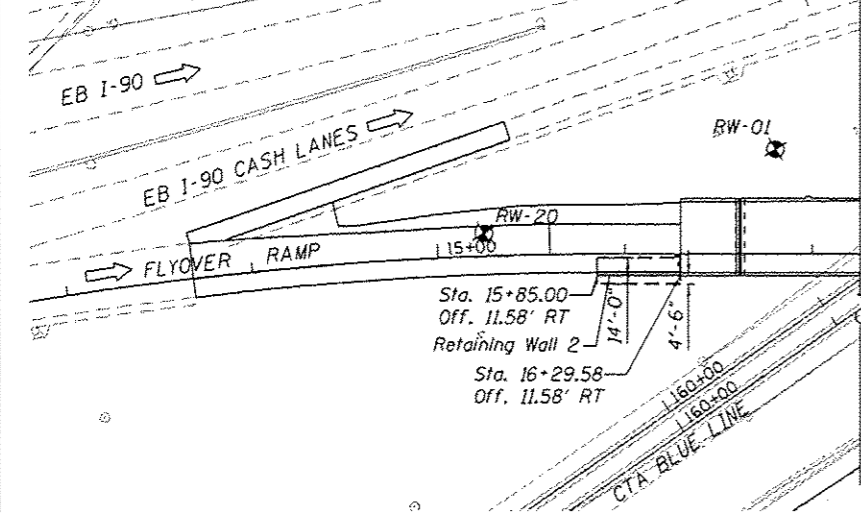 EB I-90
EB I-90 CASH LANES
RW-01
RW-20
15+00
FLYOVER RAMP
Sta. 15+85.00
Off. 11.58' RT
14'-0"
Retaining Wall 2
4'-6"
Sta. 16+29.58
Off. 11.58' RT
160+00
160+00
CTA BLUE LINE